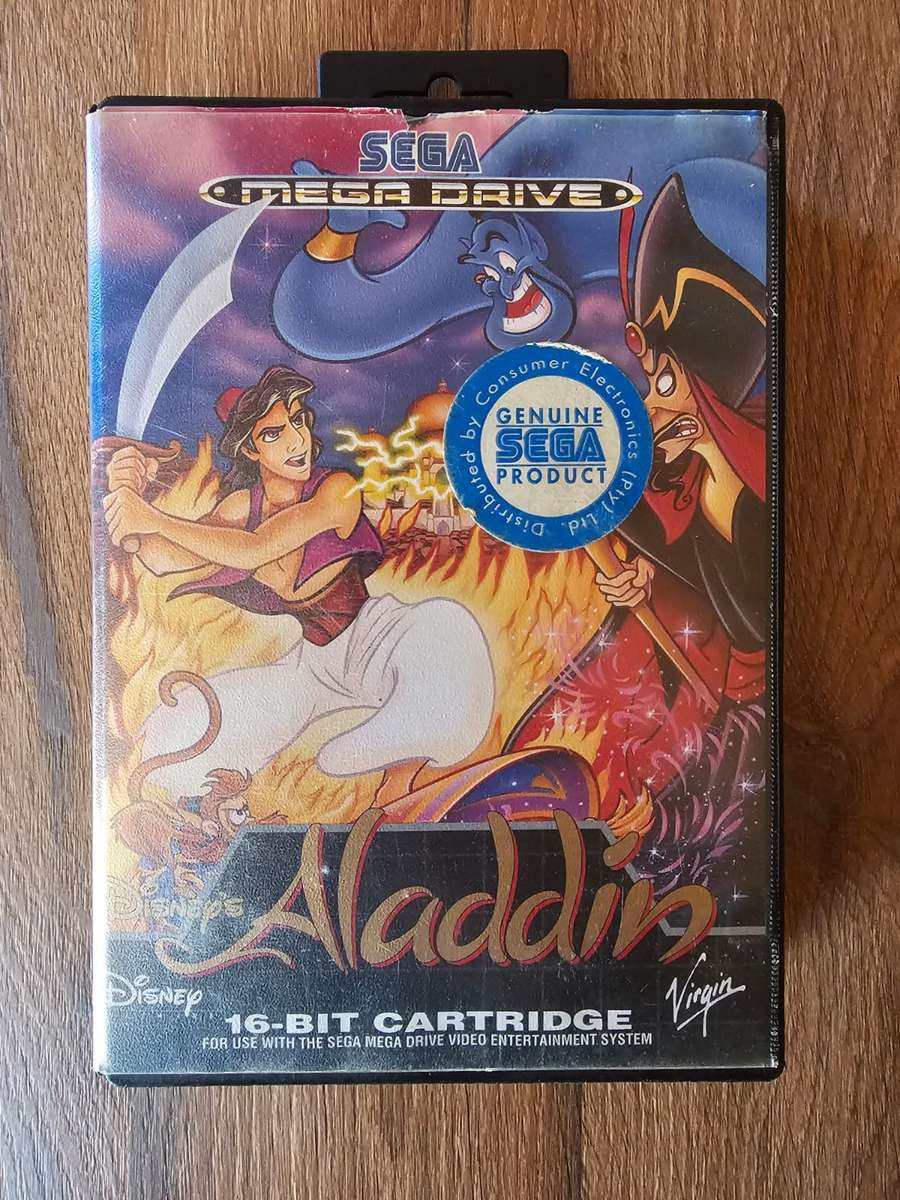 SEGA
MEGA DRIVE
Distributed by Consumer Electronics (Pty) Ltd.
GENUINE
SEGA
PRODUCT
Disney's
Aladdin
Disney
Virgin
16-BIT CARTRIDGE
FOR USE WITH THE SEGA MEGA DRIVE VIDEO ENTERTAINMENT SYSTEM